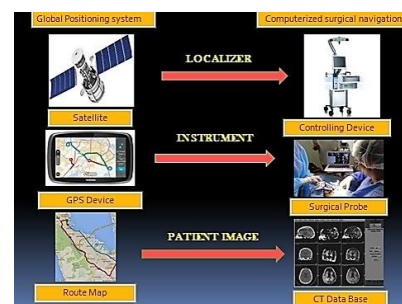 Global Positioning system
Computerized surgical navigation
LOCALIZER
Satellite
Controlling Device
INSTRUMENT
GPS Device
Surgical Probe
PATIENT IMAGE
Route Map
CT Data Base